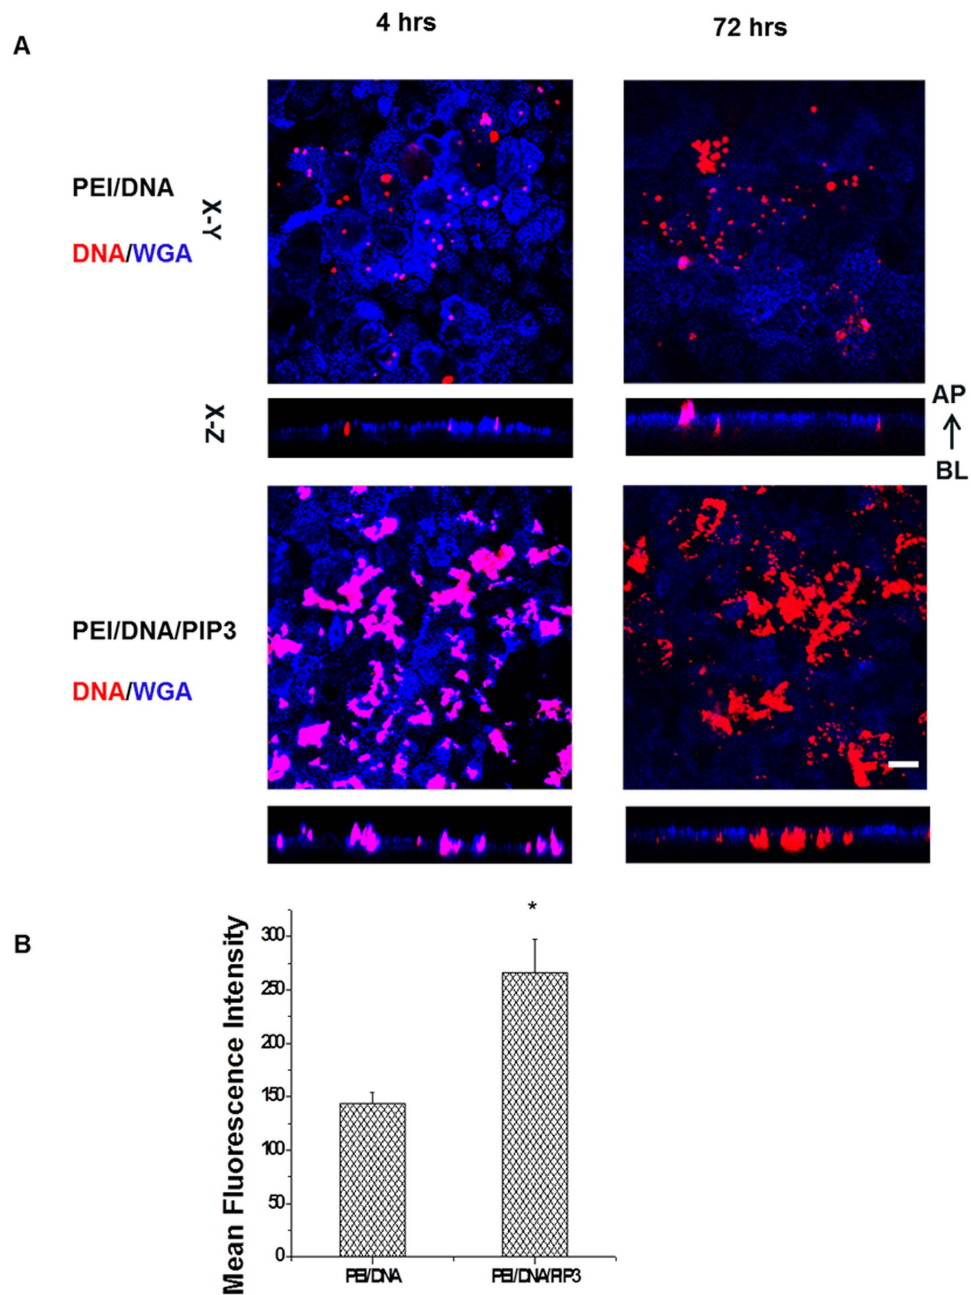 4 hrs
72 hrs
A
PEI/DNA
X-Y
DNA/WGA
X-Z
AP
BL
PEI/DNA/PIP3
DNA/WGA
B
*
Mean Fluorescence Intensity
300
250
200
150
100
50
0
PEI/DNA
PEI/DNA/PIP3